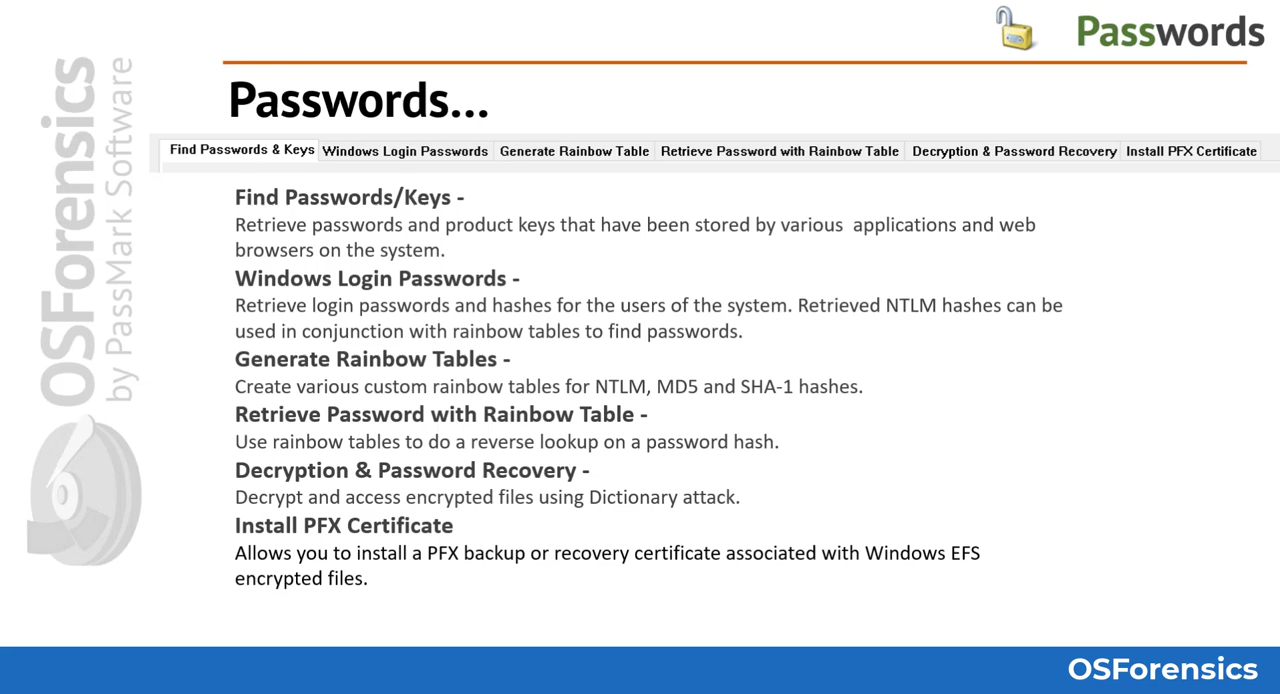 Passwords
OSForensics
by PassMark Software
Passwords...
Find Passwords & Keys Windows Login Passwords Generate Rainbow Table Retrieve Password with Rainbow Table Decryption & Password Recovery Install PFX Certificate
Find Passwords/Keys -
Retrieve passwords and product keys that have been stored by various  applications and web
browsers on the system.
Windows Login Passwords -
Retrieve login passwords and hashes for the users of the system. Retrieved NTLM hashes can be
used in conjunction with rainbow tables to find passwords.
Generate Rainbow Tables -
Create various custom rainbow tables for NTLM, MD5 and SHA-1 hashes.
Retrieve Password with Rainbow Table -
Use rainbow tables to do a reverse lookup on a password hash.
Decryption & Password Recovery -
Decrypt and access encrypted files using Dictionary attack.
Install PFX Certificate
Allows you to install a PFX backup or recovery certificate associated with Windows EFS
encrypted files.
OSForensics